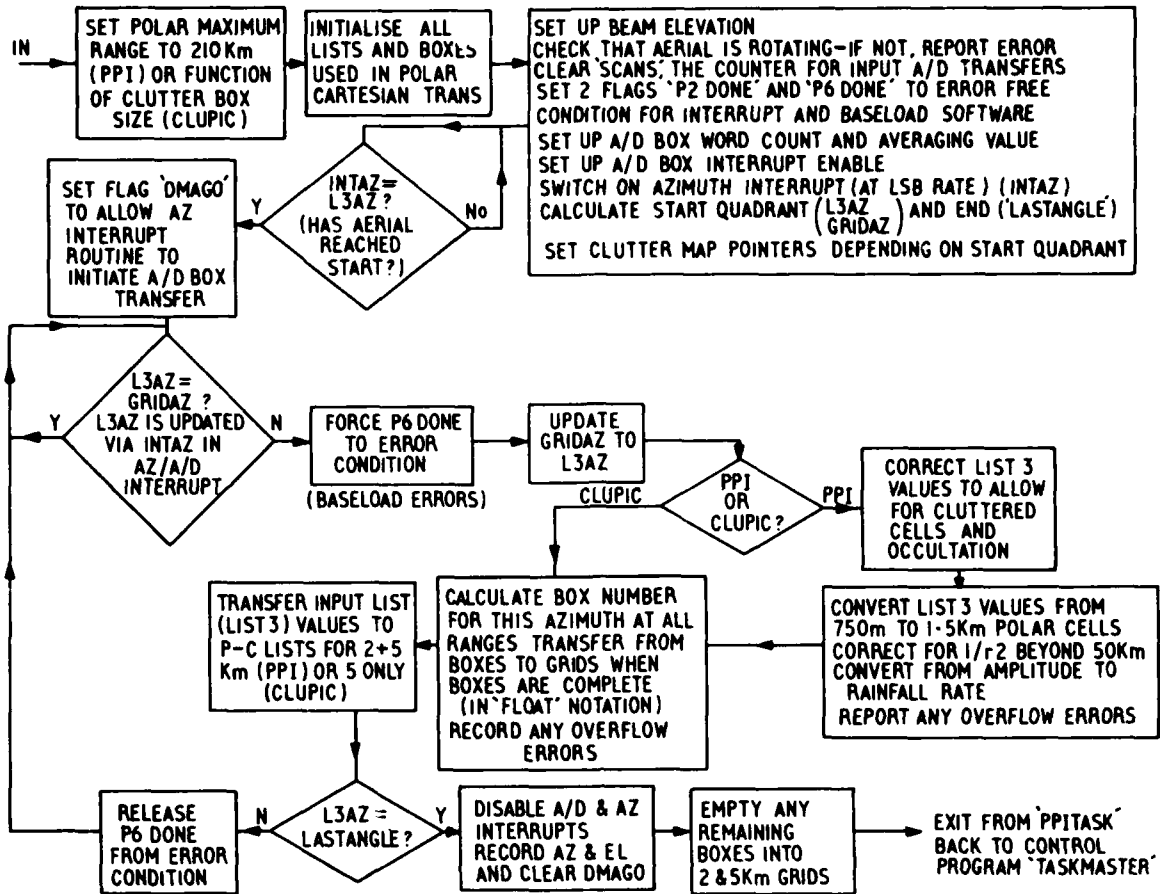 IN
SET POLAR MAXIMUM
RANGE TO 210Km
(PPI) OR FUNCTION
OF CLUTTER BOX
SIZE (CLUPIC)
INITIALISE ALL
LISTS AND BOXES
USED IN POLAR
CARTESIAN TRANS
SET UP BEAM ELEVATION
CHECK THAT AERIAL IS ROTATING-IF NOT, REPORT ERROR
CLEAR 'SCANS', THE COUNTER FOR INPUT A/D TRANSFERS
SET 2 FLAGS 'P2 DONE' AND 'P6 DONE' TO ERROR FREE
CONDITION FOR INTERRUPT AND BASELOAD SOFTWARE
SET UP A/D BOX WORD COUNT AND AVERAGING VALUE
SET UP A/D BOX INTERRUPT ENABLE
SWITCH ON AZIMUTH INTERRUPT (AT LSB RATE) (INTAZ)
CALCULATE START QUADRANT (L3AZ GRIDAZ) AND END ('LASTANGLE')
SET CLUTTER MAP POINTERS DEPENDING ON START QUADRANT
INTAZ=
L3AZ ?
(HAS AERIAL
REACHED
START?)
Y
No
SET FLAG 'DMAGO'
TO ALLOW AZ
INTERRUPT
ROUTINE TO
INITIATE A/D BOX
TRANSFER
L3AZ=
GRIDAZ ?
L3AZ IS UPDATED
VIA INTAZ IN
AZ/A/D
INTERRUPT
Y
N
FORCE P6 DONE
TO ERROR
CONDITION
(BASELOAD ERRORS)
UPDATE
GRIDAZ TO
L3AZ
PPI
OR
CLUPIC?
CLUPIC
PPI
CORRECT LIST 3
VALUES TO ALLOW
FOR CLUTTERED
CELLS AND
OCCULTATION
CONVERT LIST 3 VALUES FROM
750m TO 1·5Km POLAR CELLS
CORRECT FOR 1/r2 BEYOND 50Km
CONVERT FROM AMPLITUDE TO
RAINFALL RATE
REPORT ANY OVERFLOW ERRORS
CALCULATE BOX NUMBER
FOR THIS AZIMUTH AT ALL
RANGES TRANSFER FROM
BOXES TO GRIDS WHEN
BOXES ARE COMPLETE
(IN 'FLOAT' NOTATION)
RECORD ANY OVERFLOW
ERRORS
TRANSFER INPUT LIST
(LIST 3) VALUES TO
P-C LISTS FOR 2+5
Km (PPI) OR 5 ONLY
(CLUPIC)
L3AZ =
LASTANGLE?
N
Y
RELEASE
P6 DONE
FROM ERROR
CONDITION
DISABLE A/D & AZ
INTERRUPTS
RECORD AZ & EL
AND CLEAR DMAGO
EMPTY ANY
REMAINING
BOXES INTO
2 & 5Km GRIDS
EXIT FROM 'PPITASK'
BACK TO CONTROL
PROGRAM 'TASKMASTER'